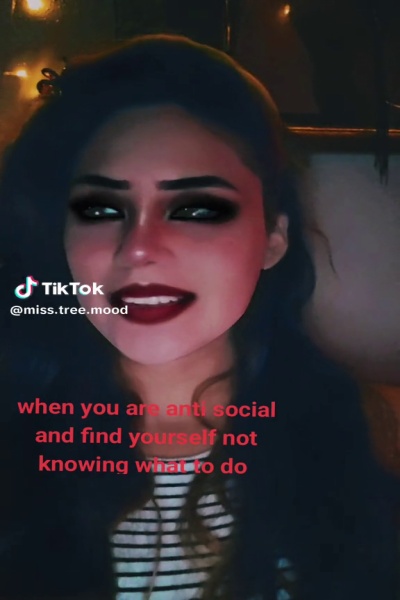 TikTok
@miss.tree.mood
when you are anti social
and find yourself not
knowing what to do